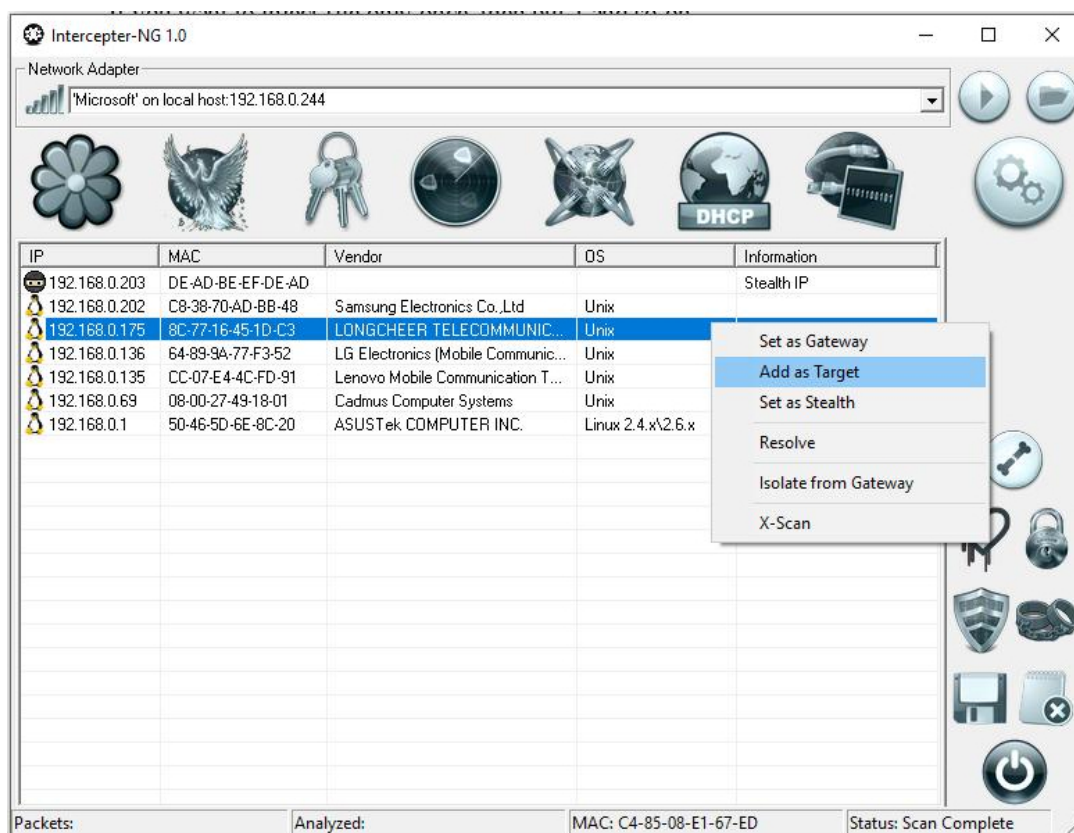 Intercepter-NG 1.0
Network Adapter
'Microsoft' on local host:192.168.0.244
DHCP
1101100101
IP MAC Vendor OS Information
192.168.0.203 DE-AD-BE-EF-DE-AD Stealth IP
192.168.0.202 C8-38-70-AD-BB-48 Samsung Electronics Co.,Ltd Unix
192.168.0.175 8C-77-16-45-1D-C3 LONGCHEER TELECOMMUNIC... Unix
192.168.0.136 64-89-9A-77-F3-52 LG Electronics (Mobile Communic... Unix
192.168.0.135 CC-07-E4-4C-FD-91 Lenovo Mobile Communication T... Unix
192.168.0.69 08-00-27-49-18-01 Cadmus Computer Systems Unix
192.168.0.1 50-46-5D-6E-8C-20 ASUSTek COMPUTER INC. Linux 2.4.x\2.6.x
Set as Gateway
Add as Target
Set as Stealth
Resolve
Isolate from Gateway
X-Scan
Packets: Analyzed: MAC: C4-85-08-E1-67-ED Status: Scan Complete